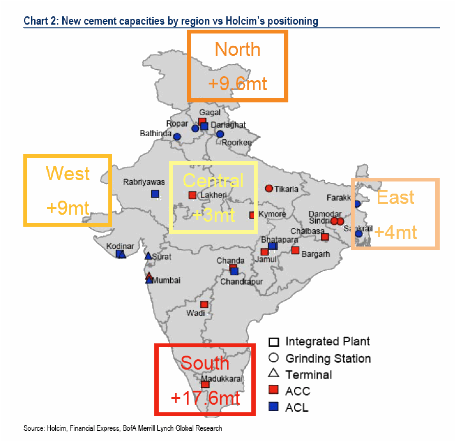 Chart 2: New cement capacities by region vs Holcim's positioning
North
+9.6mt
Gagal
Ropar
Darlaghat
Bathinda
Roorkee
West
+9mt
Rabriyawas
Central
+3mt
Lakheri
Tikaria
Kymore
East
+4mt
Farakka
Damodar
Sindri
Chaibasa
Sankrail
Kodinar
Surat
Mumbai
Bhatapara
Jamul
Bargarh
Chanda
Chandrapur
Wadi
South
+17.6mt
Madukkarai
Integrated Plant
Grinding Station
Terminal
ACC
ACL
Source: Holcim, Financial Express, BofA Merrill Lynch Global Research